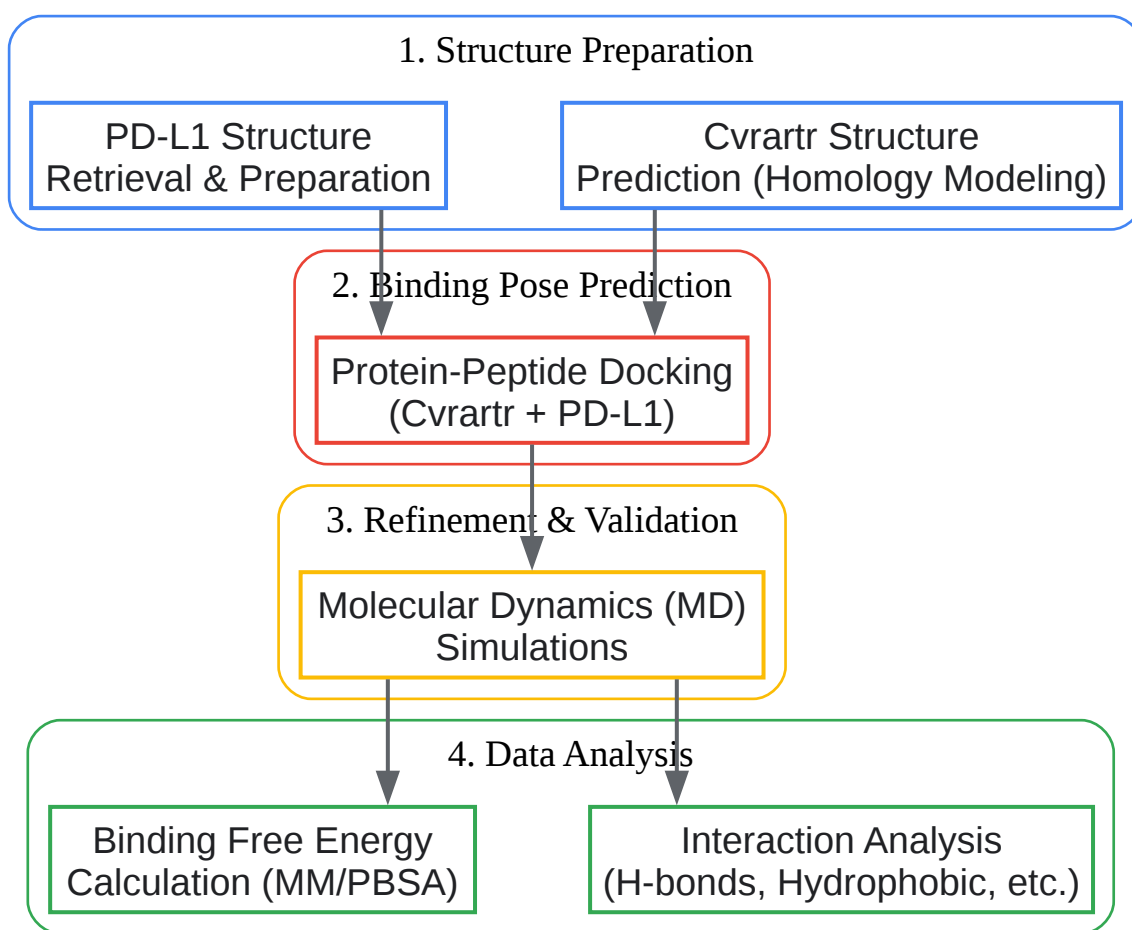 1. Structure Preparation
PD-L1 Structure
Retrieval & Preparation
Cvrartr Structure
Prediction (Homology Modeling)
2. Binding Pose Prediction
Protein-Peptide Docking
(Cvrartr + PD-L1)
3. Refinement & Validation
Molecular Dynamics (MD)
Simulations
4. Data Analysis
Binding Free Energy
Calculation (MM/PBSA)
Interaction Analysis
(H-bonds, Hydrophobic, etc.)